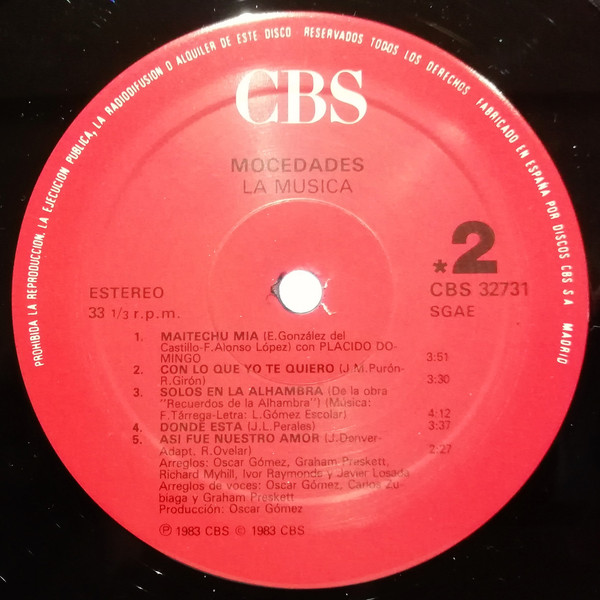 PROHIBIDA LA REPRODUCCION. LA EJECUCION PUBLICA, LA RADIODIFUSION O ALQUILER DE ESTE DISCO RESERVADOS TODOS LOS DERECHOS FABRICADO EN ESPAÑA POR DISCOS CBS S A MADRID
CBS
MOCEDADES
LA MUSICA
*2
ESTEREO
CBS 32731
33 1/3 r.p.m.
SGAE
1. MAITECHU MIA (E.González del
Castillo-F.Alonso López) con PLACIDO DO-
MINGO 3:51
2. CON LO QUE YO TE QUIERO (J.M.Purón-
R.Girón) 3:30
3. SOLOS EN LA ALHAMBRA (De la obra
"Recuerdos de la Alhambra") (Música:
F.Tárrega-Letra: L.Gómez Escolar) 4:12
4. DONDE ESTA (J.L.Perales) 3:37
5. ASI FUE NUESTRO AMOR (J.Denver-
Adapt. R.Ovelar) 2:27
Arreglos: Oscar Gómez, Graham Preskett,
Richard Myhill, Ivor Raymonds y Javier Losada
Arreglos de voces: Oscar Gómez, Carlos Zu-
biaga y Graham Preskett
Producción: Oscar Gómez
℗ 1983 CBS © 1983 CBS